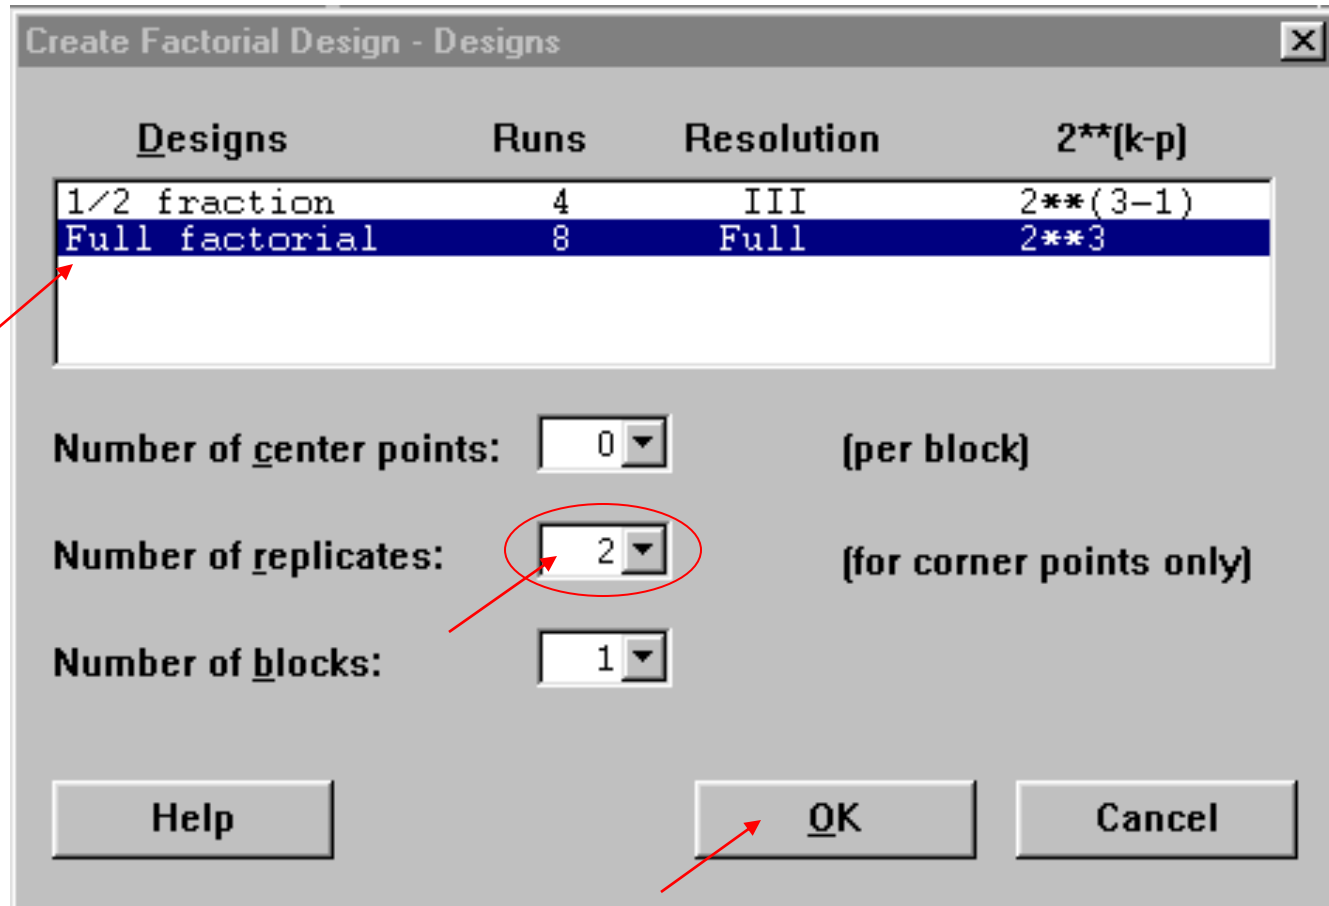 Create Factorial Design - Designs
Designs Runs Resolution 2**(k-p)
1/2 fraction 4 III 2**(3-1)
Full factorial 8 Full 2**3
Number of center points: 0 (per block)
Number of replicates: 2 (for corner points only)
Number of blocks: 1
Help OK Cancel